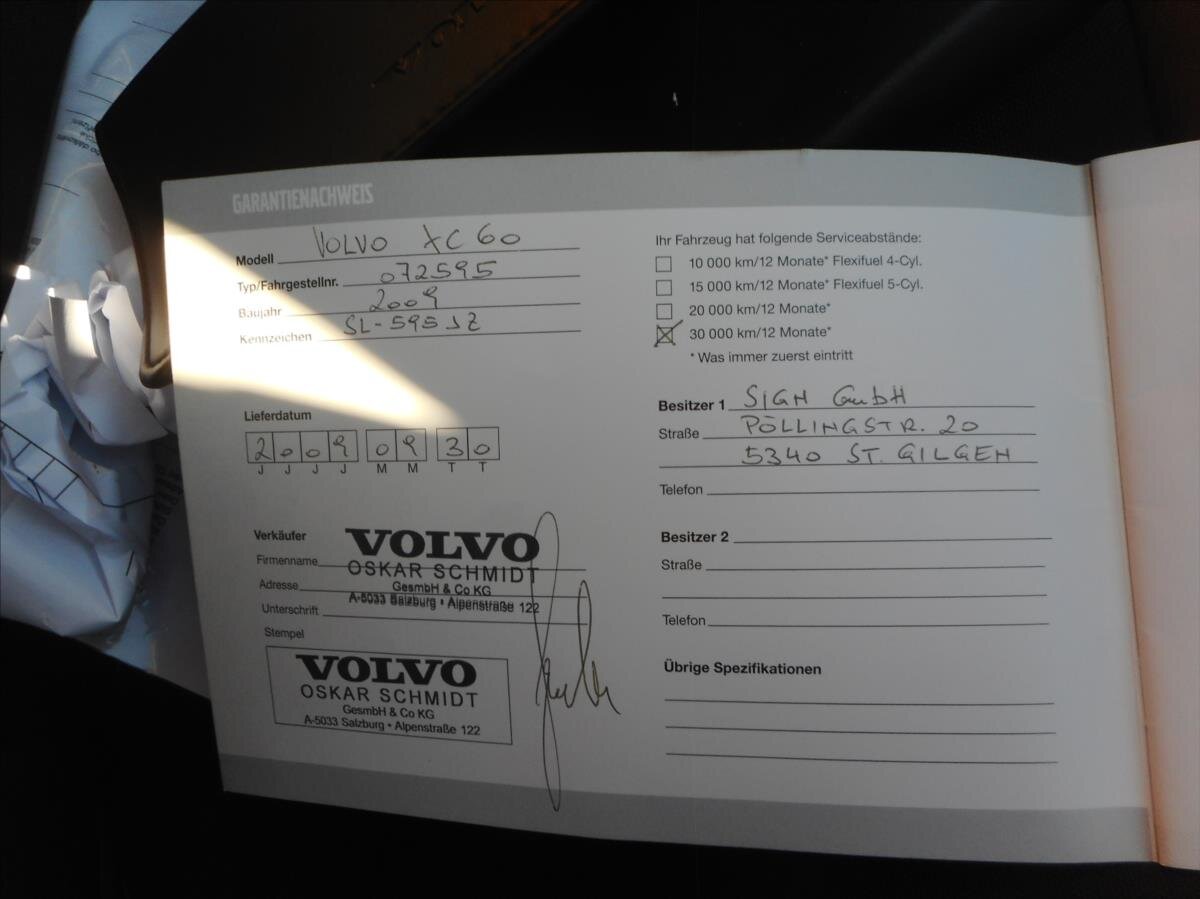 GARANTIENACHWEIS
Modell VOLVO XC 60
Typ/Fahrgestellnr. 072595
Baujahr 2009
Kennzeichen SL-595JZ
Lieferdatum
2009 09 30
J J J J M M T T
Verkäufer
Firmenname
Adresse
Unterschrift
VOLVO
OSKAR SCHMIDT
GesmbH & Co KG
A-5033 Salzburg • Alpenstraße 122
Stempel
VOLVO
OSKAR SCHMIDT
GesmbH & Co KG
A-5033 Salzburg • Alpenstraße 122
Ihr Fahrzeug hat folgende Serviceabstände:
10 000 km/12 Monate* Flexifuel 4-Cyl.
15 000 km/12 Monate* Flexifuel 5-Cyl.
20 000 km/12 Monate*
30 000 km/12 Monate*
* Was immer zuerst eintritt
Besitzer 1 SIGN GmbH
Straße PÖLLINGSTR. 20
5340 ST. GILGEN
Telefon
Besitzer 2
Straße
Telefon
Übrige Spezifikationen